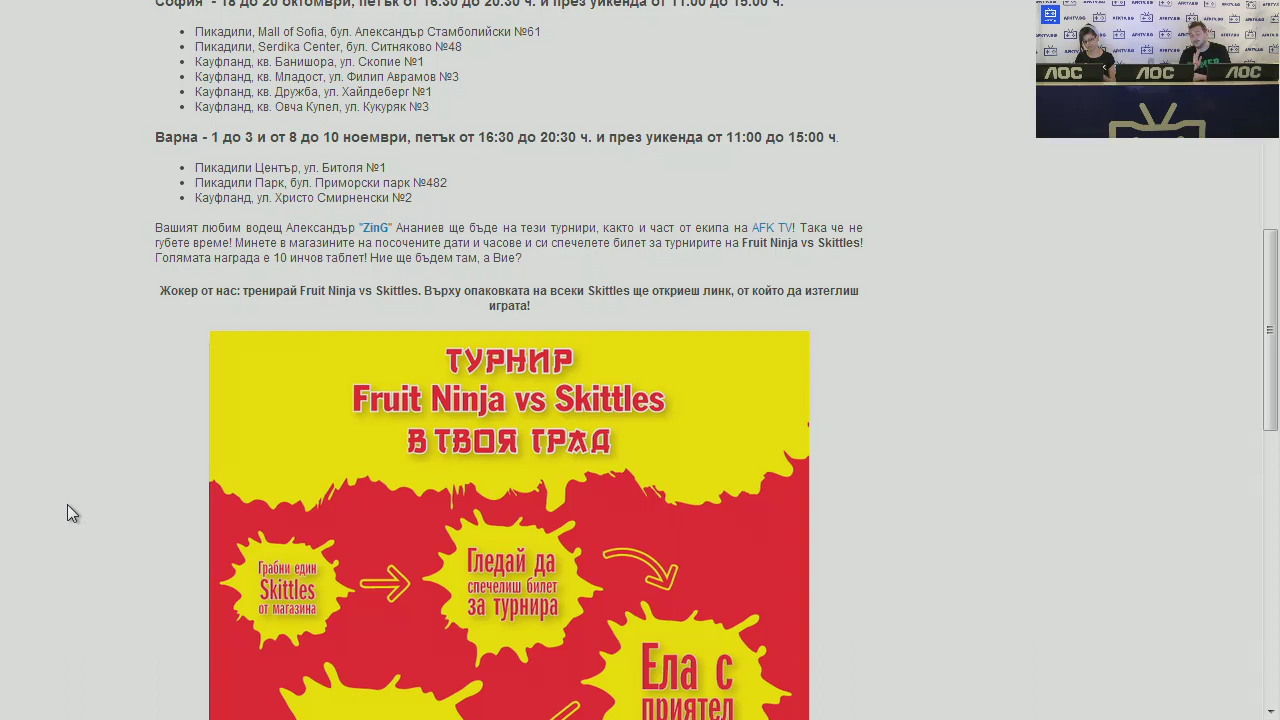 София - 18 до 20 октомври, петък от 16:30 до 20:30 ч. и през уикенда от 11:00 до 15:00 ч.
Пикадили, Mall of Sofia, бул. Александър Стамболийски №61
Пикадили, Serdika Center, бул. Ситняково №48
Кауфланд, кв. Банишора, ул. Скопие №1
Кауфланд, кв. Младост, ул. Филип Аврамов №3
Кауфланд, кв. Дружба, ул. Хайлдеберг №1
Кауфланд, кв. Овча Купел, ул. Кукуряк №3
Варна - 1 до 3 и от 8 до 10 ноември, петък от 16:30 до 20:30 ч. и през уикенда от 11:00 до 15:00 ч.
Пикадили Център, ул. Битоля №1
Пикадили Парк, бул. Приморски парк №482
Кауфланд, ул. Христо Смирненски №2
Вашият любим водещ Александър "ZinG" Ананиев ще бъде на тези турнири, както и част от екипа на AFK TV! Така че не
губете време! Минете в магазините на посочените дати и часове и си спечелете билет за турнирите на Fruit Ninja vs Skittles!
Голямата награда е 10 инчов таблет! Ние ще бъдем там, а Вие?
Жокер от нас: тренирай Fruit Ninja vs Skittles. Върху опаковката на всеки Skittles ще откриеш линк, от който да изтеглиш
играта!
ТУРНИР
Fruit Ninja vs Skittles
В ТВОЯ ГРАД
Грабни един
Skittles
от магазина
Гледай да
спечелиш билет
за турнира
Ела с
приятел
AFKTV.BG
AOC AOC AOC